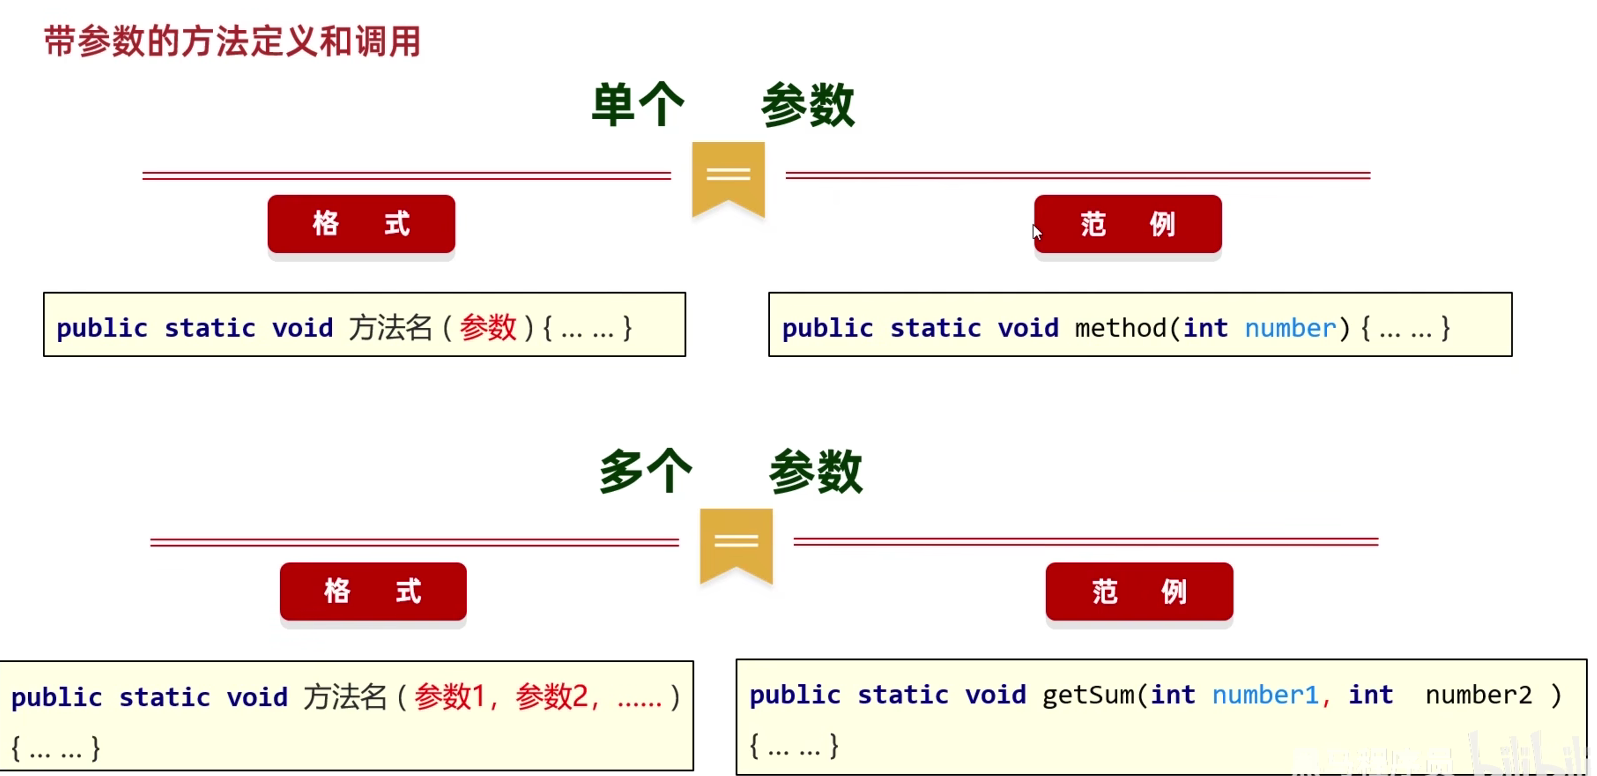 带参数的方法定义和调用
单个 参数
格 式
范 例
public static void 方法名（参数）{ … … }
public static void method(int number) { … … }
多个 参数
格 式
范 例
public static void 方法名（参数1，参数2，……）
{ … … }
public static void getSum(int number1, int number2 )
{ … … }
bilibili